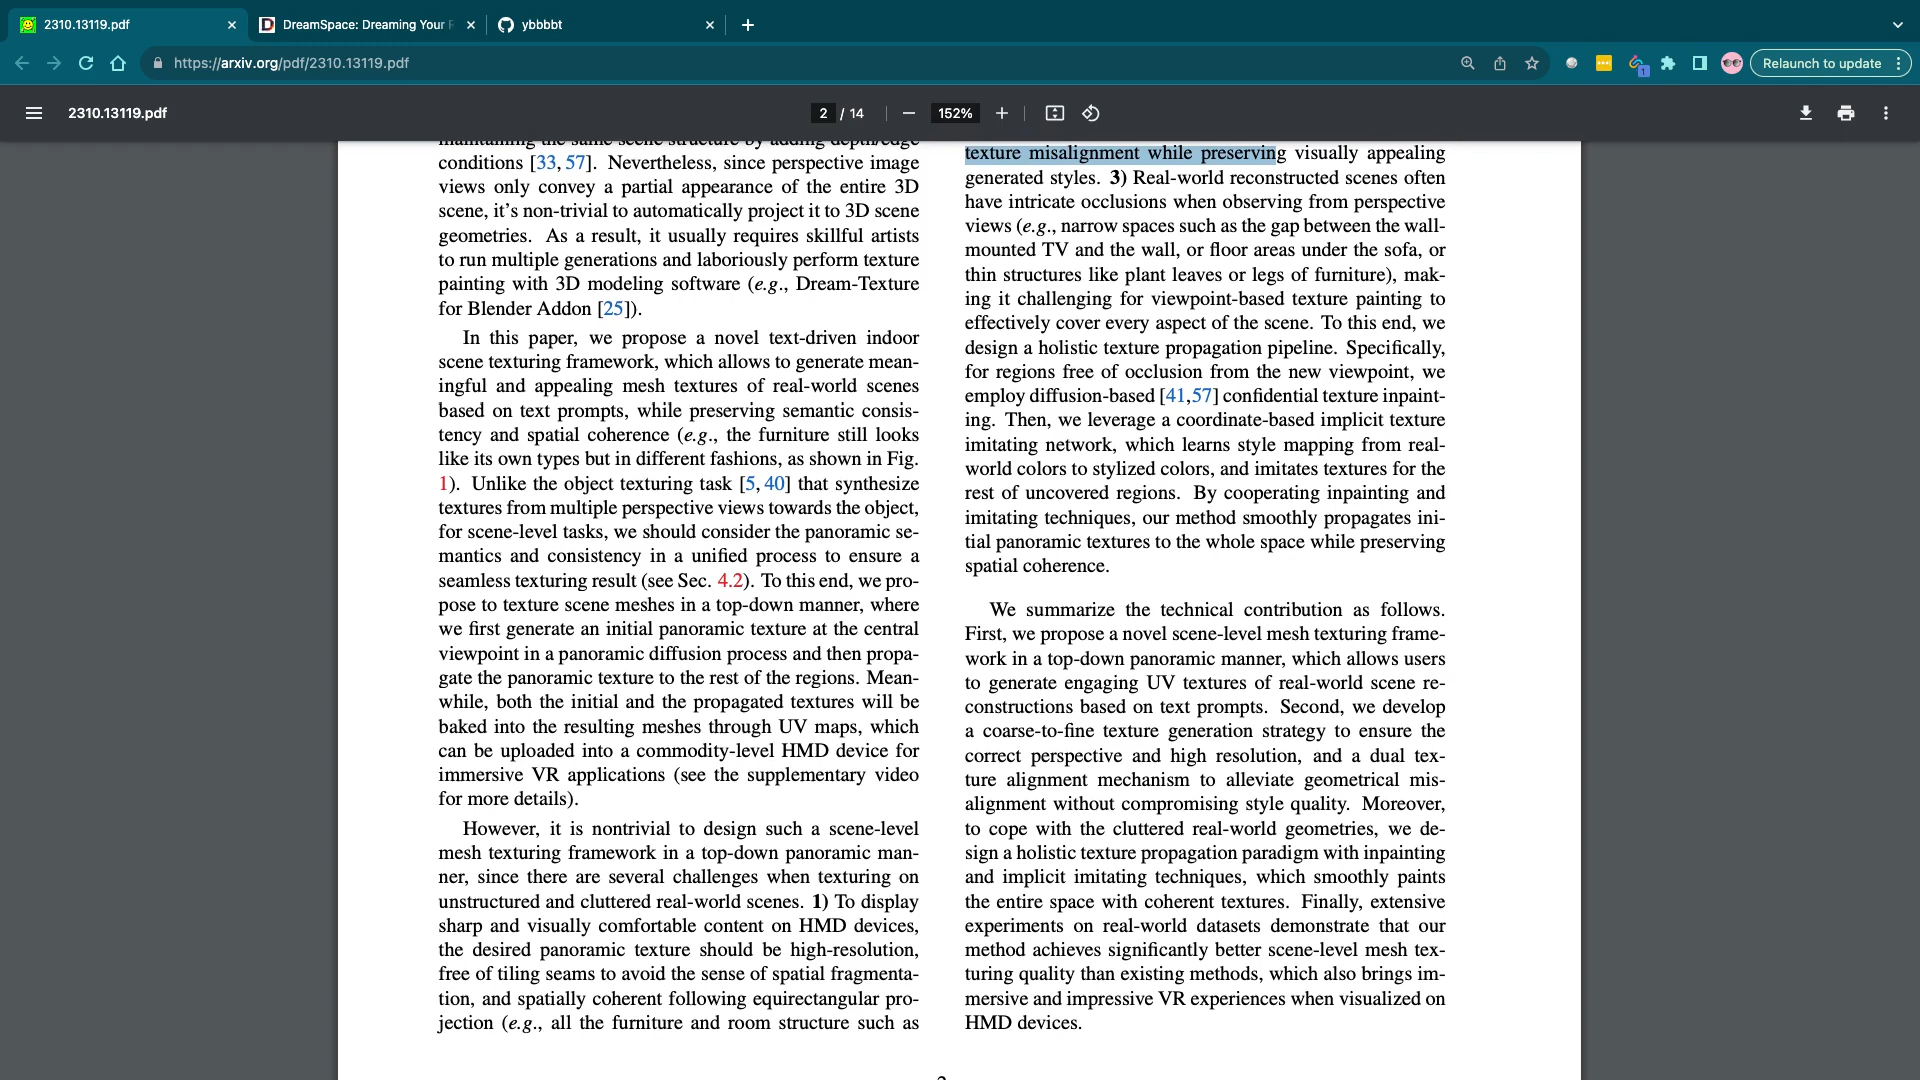 2310.13119.pdf
DreamSpace: Dreaming Your R
ybbbbt
https://arxiv.org/pdf/2310.13119.pdf
1
Relaunch to update
2310.13119.pdf
2 / 14
152%
maintaining the same scene structure by adding depth/edge
conditions [33, 57]. Nevertheless, since perspective image
views only convey a partial appearance of the entire 3D
scene, it's non-trivial to automatically project it to 3D scene
geometries. As a result, it usually requires skillful artists
to run multiple generations and laboriously perform texture
painting with 3D modeling software (e.g., Dream-Texture
for Blender Addon [25]).
In this paper, we propose a novel text-driven indoor
scene texturing framework, which allows to generate mean-
ingful and appealing mesh textures of real-world scenes
based on text prompts, while preserving semantic consis-
tency and spatial coherence (e.g., the furniture still looks
like its own types but in different fashions, as shown in Fig.
1). Unlike the object texturing task [5, 40] that synthesize
textures from multiple perspective views towards the object,
for scene-level tasks, we should consider the panoramic se-
mantics and consistency in a unified process to ensure a
seamless texturing result (see Sec. 4.2). To this end, we pro-
pose to texture scene meshes in a top-down manner, where
we first generate an initial panoramic texture at the central
viewpoint in a panoramic diffusion process and then propa-
gate the panoramic texture to the rest of the regions. Mean-
while, both the initial and the propagated textures will be
baked into the resulting meshes through UV maps, which
can be uploaded into a commodity-level HMD device for
immersive VR applications (see the supplementary video
for more details).
However, it is nontrivial to design such a scene-level
mesh texturing framework in a top-down panoramic man-
ner, since there are several challenges when texturing on
unstructured and cluttered real-world scenes. 1) To display
sharp and visually comfortable content on HMD devices,
the desired panoramic texture should be high-resolution,
free of tiling seams to avoid the sense of spatial fragmenta-
tion, and spatially coherent following equirectangular pro-
jection (e.g., all the furniture and room structure such as
texture misalignment while preserving visually appealing
generated styles. 3) Real-world reconstructed scenes often
have intricate occlusions when observing from perspective
views (e.g., narrow spaces such as the gap between the wall-
mounted TV and the wall, or floor areas under the sofa, or
thin structures like plant leaves or legs of furniture), mak-
ing it challenging for viewpoint-based texture painting to
effectively cover every aspect of the scene. To this end, we
design a holistic texture propagation pipeline. Specifically,
for regions free of occlusion from the new viewpoint, we
employ diffusion-based [41,57] confidential texture inpaint-
ing. Then, we leverage a coordinate-based implicit texture
imitating network, which learns style mapping from real-
world colors to stylized colors, and imitates textures for the
rest of uncovered regions. By cooperating inpainting and
imitating techniques, our method smoothly propagates ini-
tial panoramic textures to the whole space while preserving
spatial coherence.
We summarize the technical contribution as follows.
First, we propose a novel scene-level mesh texturing frame-
work in a top-down panoramic manner, which allows users
to generate engaging UV textures of real-world scene re-
constructions based on text prompts. Second, we develop
a coarse-to-fine texture generation strategy to ensure the
correct perspective and high resolution, and a dual tex-
ture alignment mechanism to alleviate geometrical mis-
alignment without compromising style quality. Moreover,
to cope with the cluttered real-world geometries, we de-
sign a holistic texture propagation paradigm with inpainting
and implicit imitating techniques, which smoothly paints
the entire space with coherent textures. Finally, extensive
experiments on real-world datasets demonstrate that our
method achieves significantly better scene-level mesh tex-
turing quality than existing methods, which also brings im-
mersive and impressive VR experiences when visualized on
HMD devices.